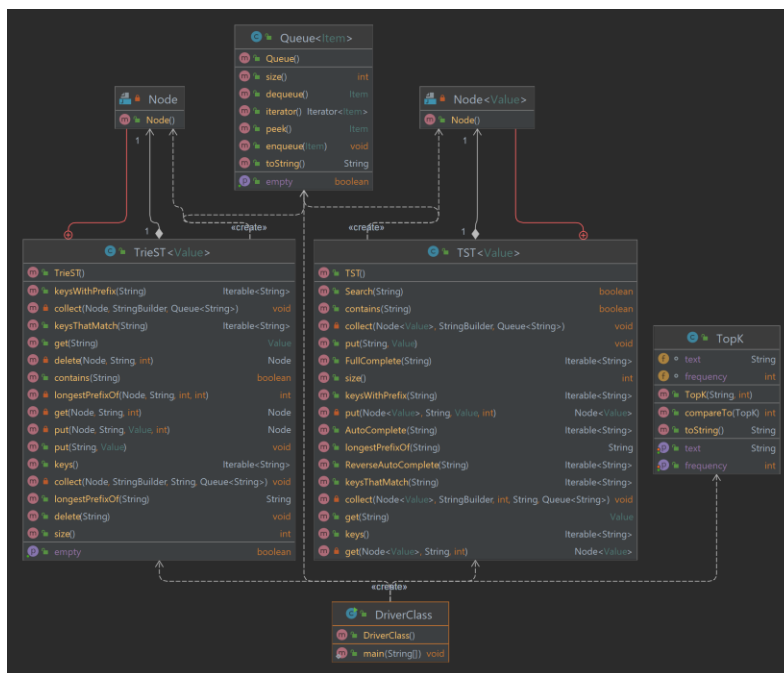 Queue<Item>
Queue()
size() int
dequeue() Item
iterator() Iterator<Item>
peek() Item
enqueue(Item) void
toString() String
empty boolean
Node
Node()
Node<Value>
Node()
1
1
1
1
«create»
«create»
TrieST<Value>
TrieST()
keysWithPrefix(String) Iterable<String>
collect(Node, StringBuilder, Queue<String>) void
keysThatMatch(String) Iterable<String>
get(String) Value
delete(Node, String, int) Node
contains(String) boolean
longestPrefixOf(Node, String, int, int) int
get(Node, String, int) Node
put(Node, String, Value, int) Node
put(String, Value) void
keys() Iterable<String>
collect(Node, StringBuilder, String, Queue<String>) void
longestPrefixOf(String) String
delete(String) void
size() int
empty boolean
TST<Value>
TST()
Search(String) boolean
contains(String) boolean
collect(Node<Value>, StringBuilder, Queue<String>) void
put(String, Value) void
FullComplete(String) Iterable<String>
size() int
keysWithPrefix(String) Iterable<String>
put(Node<Value>, String, Value, int) Node<Value>
AutoComplete(String) Iterable<String>
longestPrefixOf(String) String
ReverseAutoComplete(String) Iterable<String>
keysThatMatch(String) Iterable<String>
collect(Node<Value>, StringBuilder, int, String, Queue<String>) void
get(String) Value
keys() Iterable<String>
get(Node<Value>, String, int) Node<Value>
TopK
text String
frequency int
TopK(String, int)
compareTo(TopK) int
toString() String
text String
frequency int
«create»
DriverClass
DriverClass()
main(String[]) void